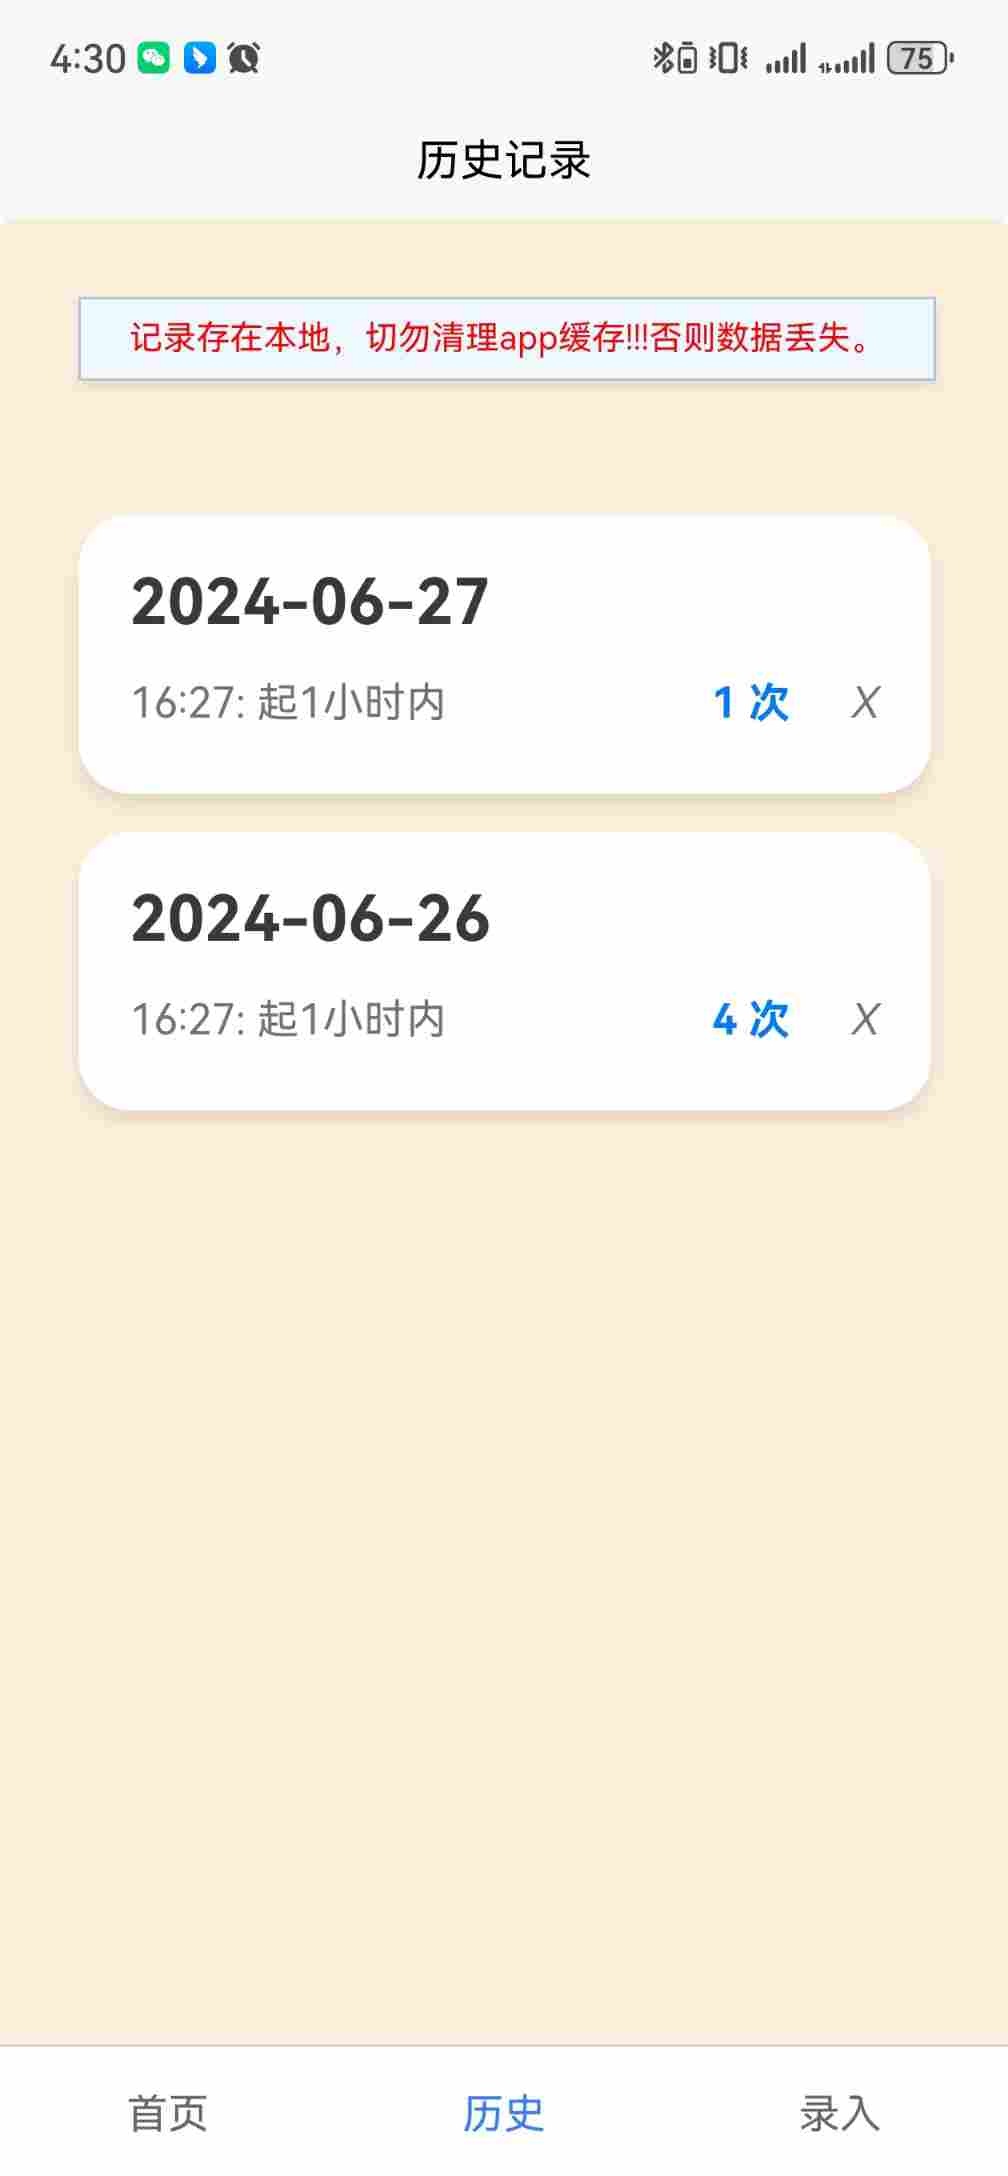 4:30 75
历史记录
记录存在本地，切勿清理app缓存!!!否则数据丢失。
2024-06-27
16:27: 起1小时内 1 次 X
2024-06-26
16:27: 起1小时内 4 次 X
首页 历史 录入